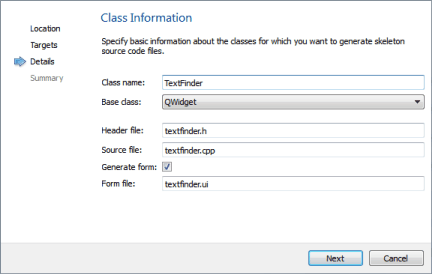 Class Information
Location
Targets
Details
Summary
Specify basic information about the classes for which you want to generate skeleton
source code files.
Class name: TextFinder
Base class: QWidget
Header file: textfinder.h
Source file: textfinder.cpp
Generate form:
Form file: textfinder.ui
Next Cancel